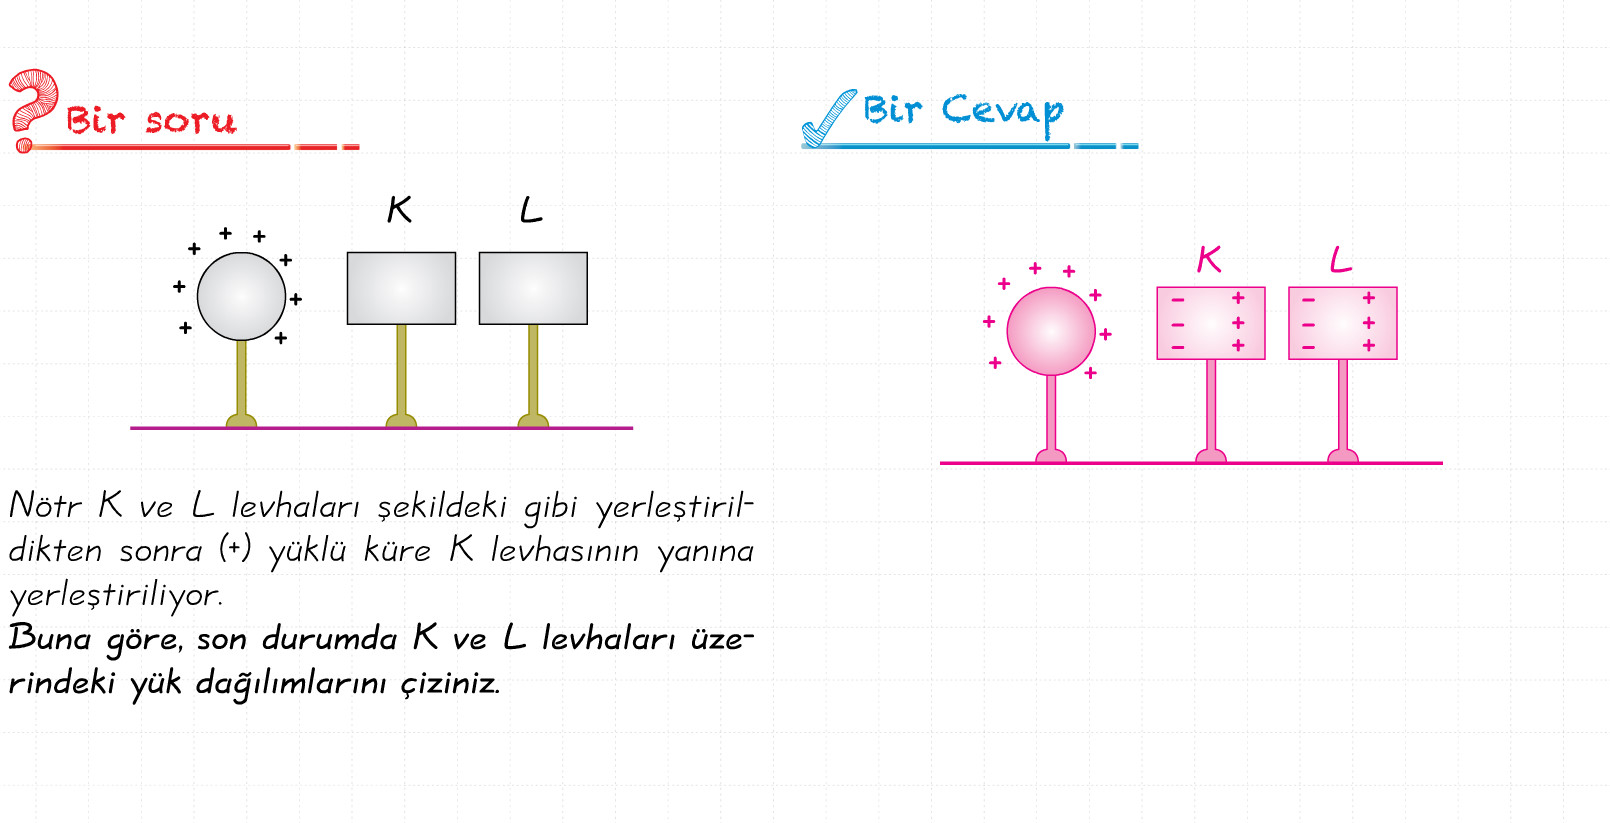 ? Bir soru
K L
+ + + + + + + + +
Nötr K ve L levhaları şekildeki gibi yerleştiril-
dikten sonra (+) yüklü küre K levhasının yanına
yerleştiriliyor.
Buna göre, son durumda K ve L levhaları üze-
rindeki yük dağılımlarını çiziniz.
Bir Cevap
K L
+ + + + + + + + +
− + − +
− + − +
− + − +